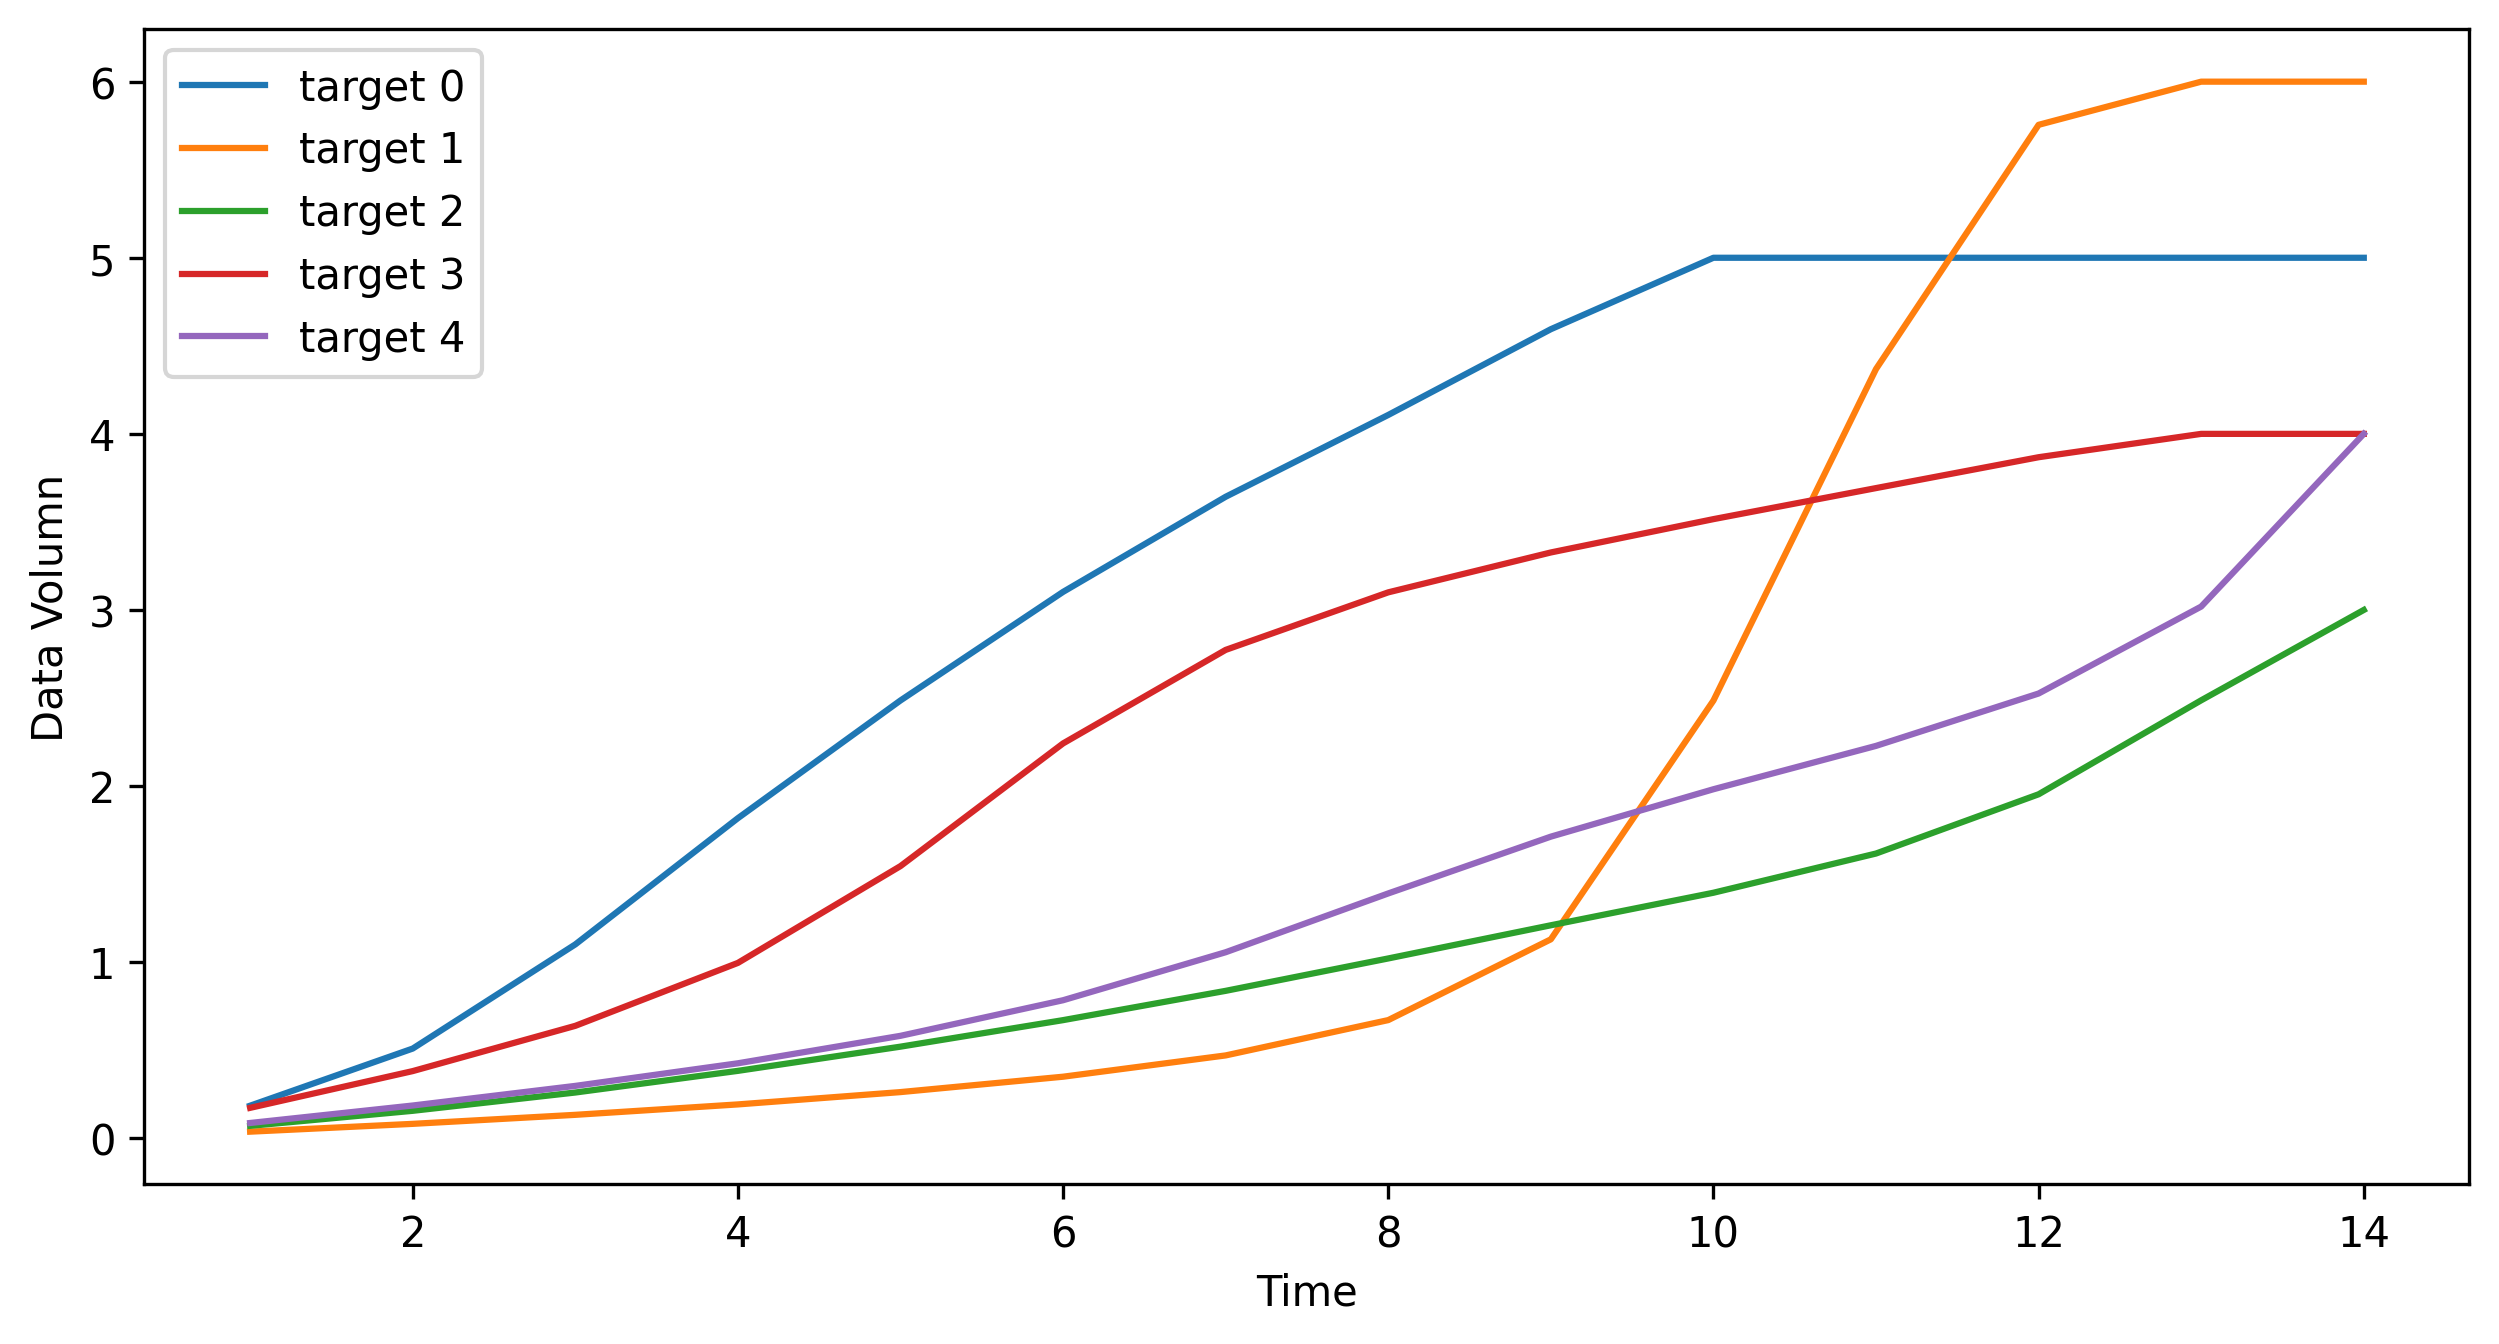 target 0
target 1
target 2
target 3
target 4
6
5
4
3
2
1
0
Data Volumn
2 4 6 8 10 12 14
Time